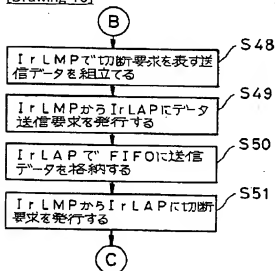 B
IrLMPで切断要求を表す送
信データを組立てる
S48
IrLMPからIrLAPにデータ
送信要求を発行する
S49
IrLAPでFIFOに送信
データを格納する
S50
IrLMPからIrLAPに切断
要求を発行する
S51
C